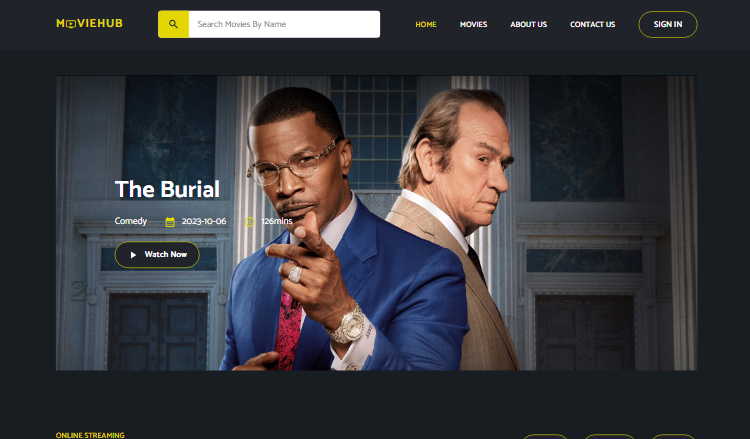 MOVIEHUB
Search Movies By Name
HOME
MOVIES
ABOUT US
CONTACT US
SIGN IN
The Burial
Comedy 2023-10-06 126mins
Watch Now
ONLINE STREAMING